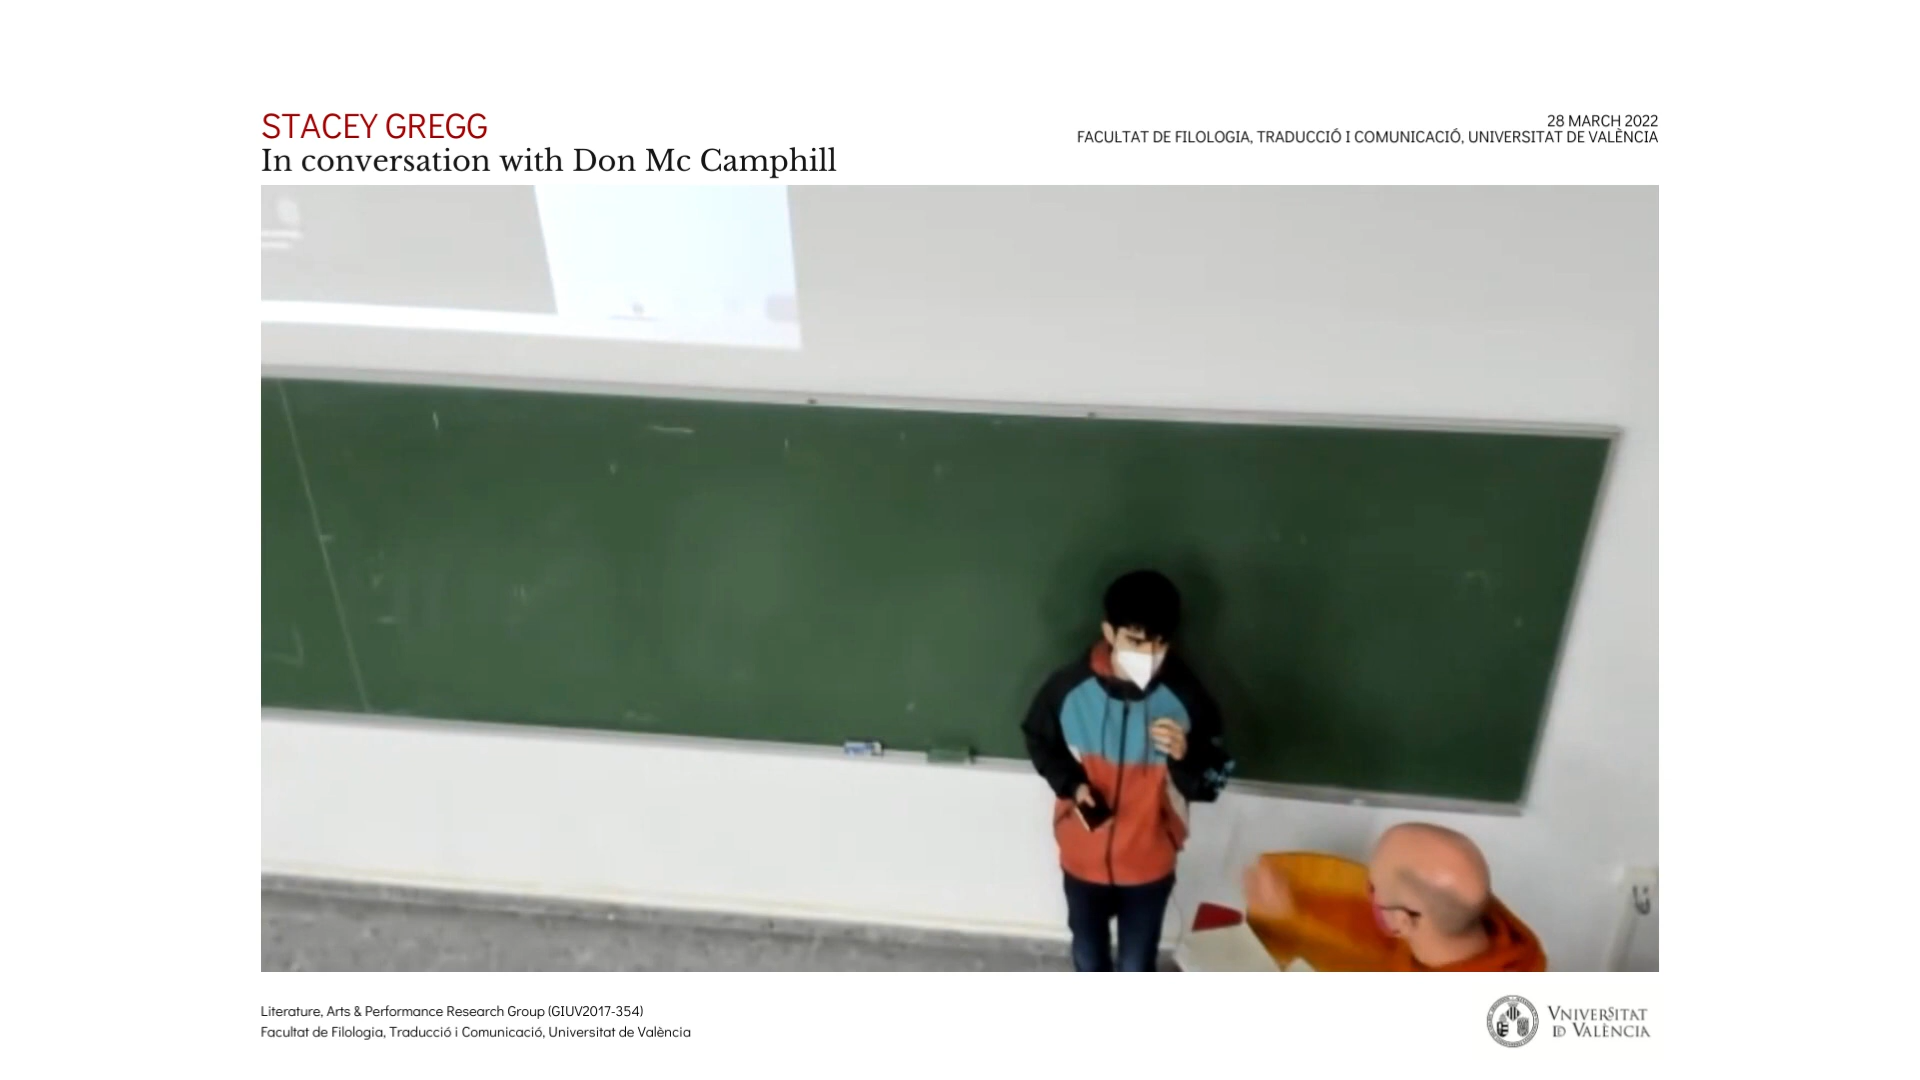 STACEY GREGG
In conversation with Don Mc Camphill
28 MARCH 2022
FACULTAT DE FILOLOGIA, TRADUCCIÓ I COMUNICACIÓ, UNIVERSITAT DE VALÈNCIA
Literature, Arts & Performance Research Group (GIUV2017-354)
Facultat de Filologia, Traducció i Comunicació, Universitat de València
VNIVERSITAT
ID VALÈNCIA